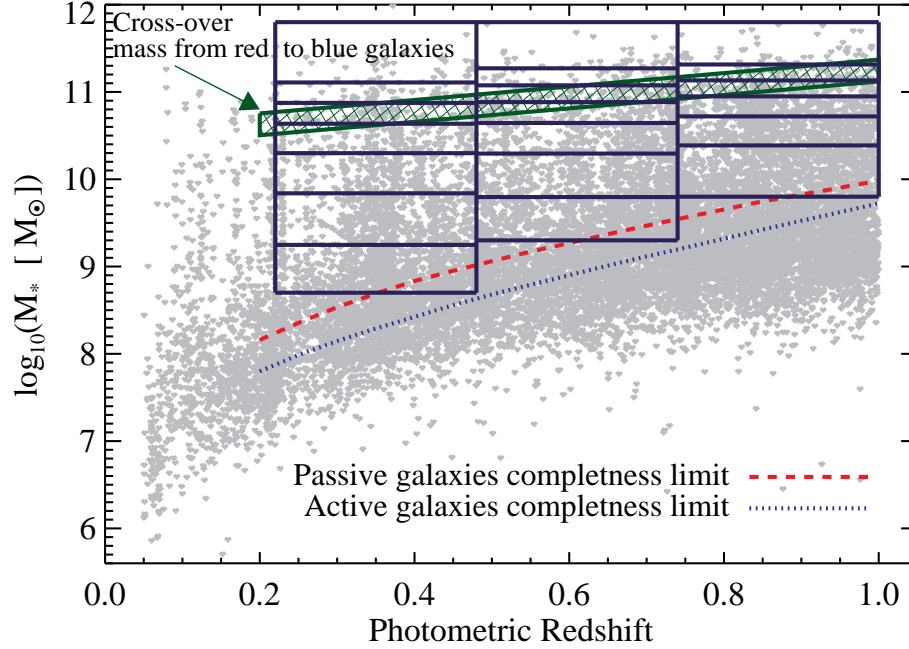 Cross-over
mass from red to blue galaxies
12
11
10
9
8
7
6
log10(M* [ M⊙])
Passive galaxies completness limit
Active galaxies completness limit
0.0 0.2 0.4 0.6 0.8 1.0
Photometric Redshift